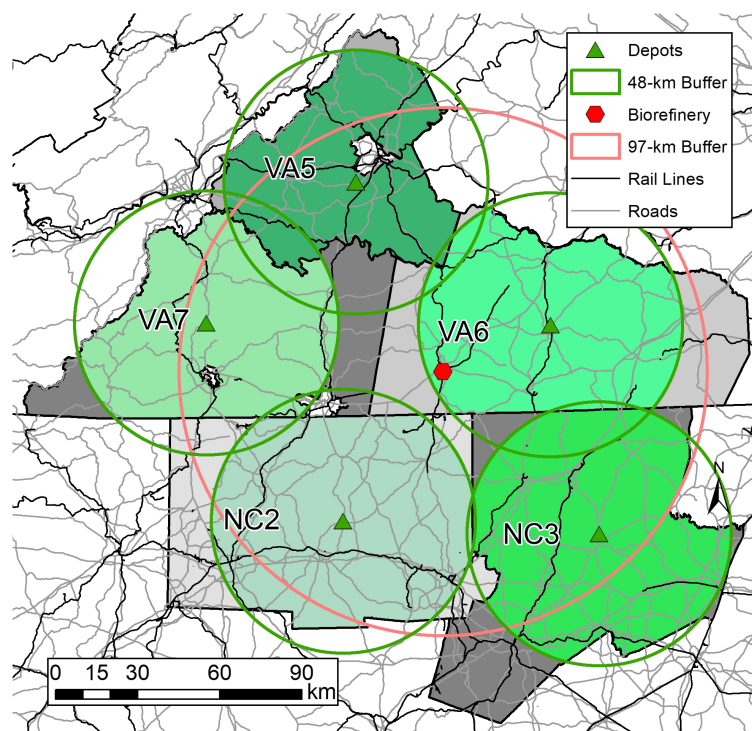 Depots
48-km Buffer
Biorefinery
97-km Buffer
Rail Lines
Roads
VA5
VA7
VA6
N
NC2
NC3
0 15 30 60 90
km